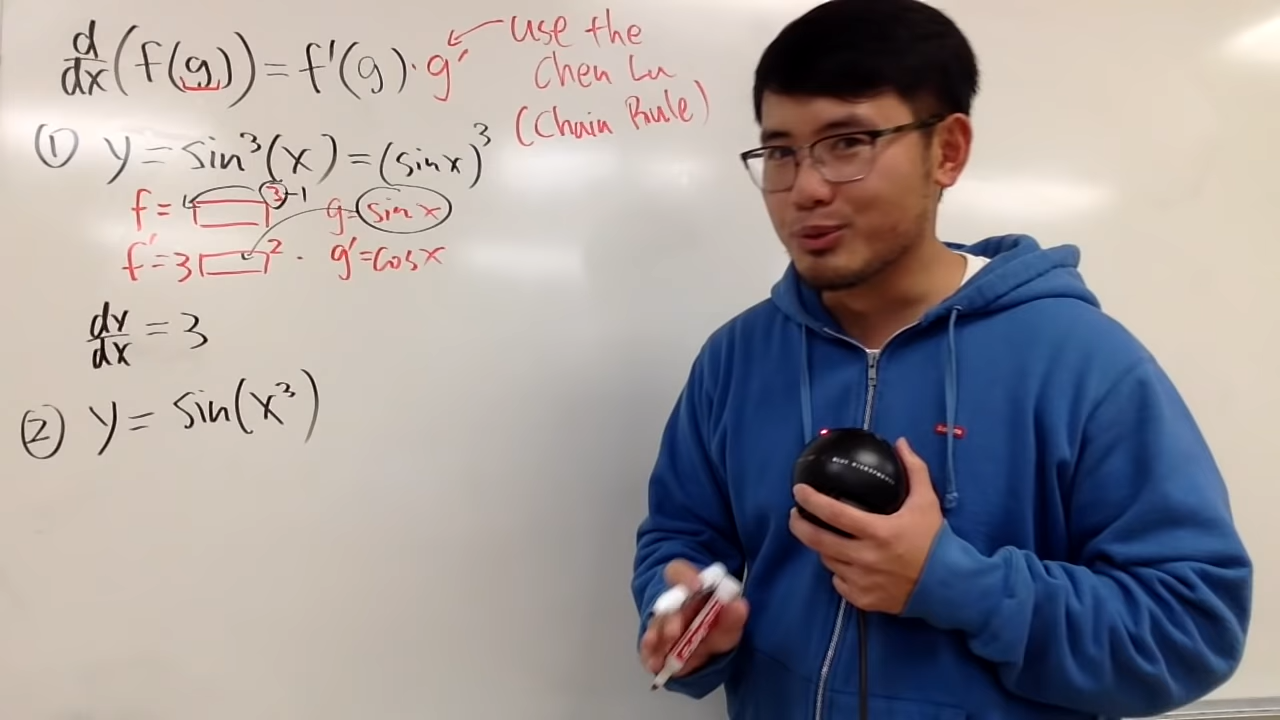 d/dx (f(g)) = f'(g) · g' ← use the
Chen Lu
(Chain Rule)
① y = sin³(x) = (sin x)³
f = □³⁻¹ g = sin x
f' = 3□² · g' = cos x
dy/dx = 3
② y = sin(x³)